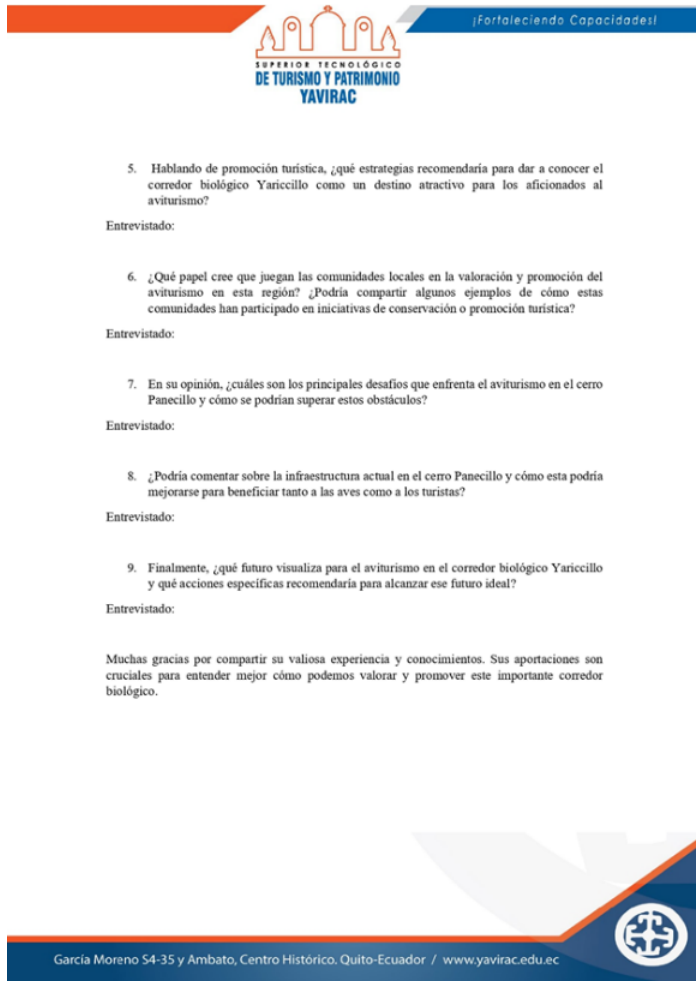 ¡Fortaleciendo Capacidades!
SUPERIOR TECNOLÓGICO
DE TURISMO Y PATRIMONIO
YAVIRAC
5. Hablando de promoción turística, ¿qué estrategias recomendaría para dar a conocer el
corredor biológico Yariccillo como un destino atractivo para los aficionados al
aviturismo?
Entrevistado:
6. ¿Qué papel cree que juegan las comunidades locales en la valoración y promoción del
aviturismo en esta región? ¿Podría compartir algunos ejemplos de cómo estas
comunidades han participado en iniciativas de conservación o promoción turística?
Entrevistado:
7. En su opinión, ¿cuáles son los principales desafíos que enfrenta el aviturismo en el cerro
Panecillo y cómo se podrían superar estos obstáculos?
Entrevistado:
8. ¿Podría comentar sobre la infraestructura actual en el cerro Panecillo y cómo esta podría
mejorarse para beneficiar tanto a las aves como a los turistas?
Entrevistado:
9. Finalmente, ¿qué futuro visualiza para el aviturismo en el corredor biológico Yariccillo
y qué acciones específicas recomendaría para alcanzar ese futuro ideal?
Entrevistado:
Muchas gracias por compartir su valiosa experiencia y conocimientos. Sus aportaciones son
cruciales para entender mejor cómo podemos valorar y promover este importante corredor
biológico.
García Moreno S4-35 y Ambato, Centro Histórico. Quito-Ecuador / www.yavirac.edu.ec